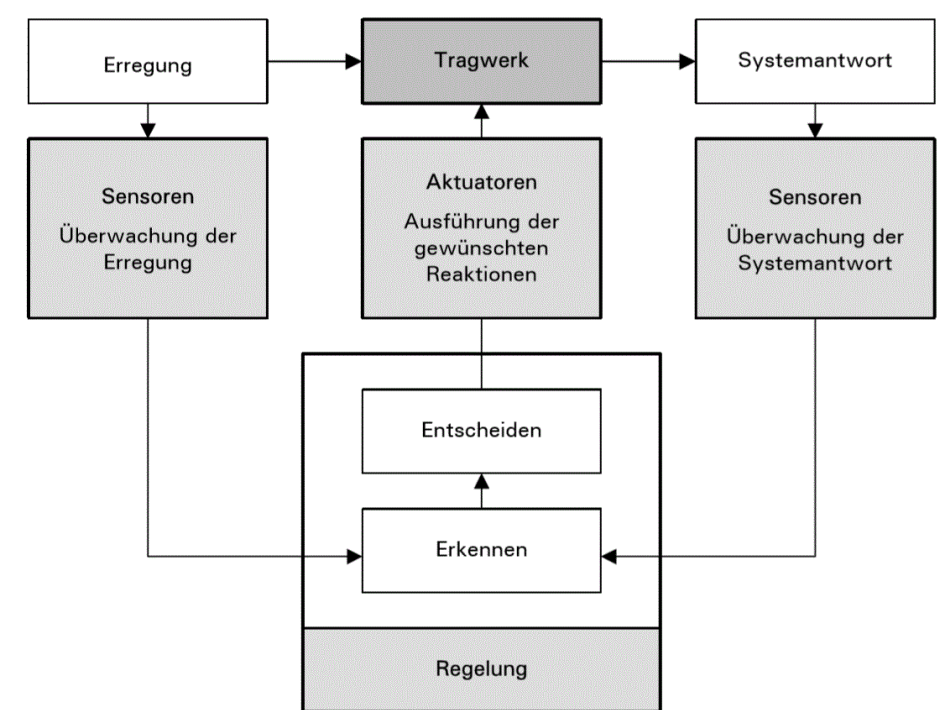 Erregung
Tragwerk
Systemantwort
Sensoren
Überwachung der
Erregung
Aktuatoren
Ausführung der
gewünschten
Reaktionen
Sensoren
Überwachung der
Systemantwort
Entscheiden
Erkennen
Regelung